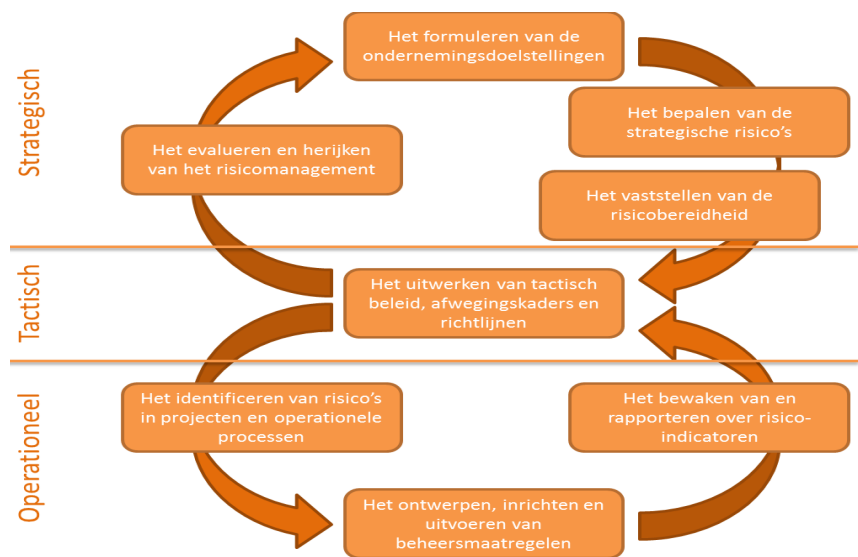 Strategisch
Het formuleren van de
ondernemingsdoelstellingen
Het bepalen van de
strategische risico's
Het evalueren en herijken
van het risicomanagement
Het vaststellen van de
risicobereidheid
Tactisch
Het uitwerken van tactisch
beleid, afwegingskaders en
richtlijnen
Operationeel
Het identificeren van risico's
in projecten en operationele
processen
Het bewaken van en
rapporteren over risico-
indicatoren
Het ontwerpen, inrichten en
uitvoeren van
beheersmaatregelen